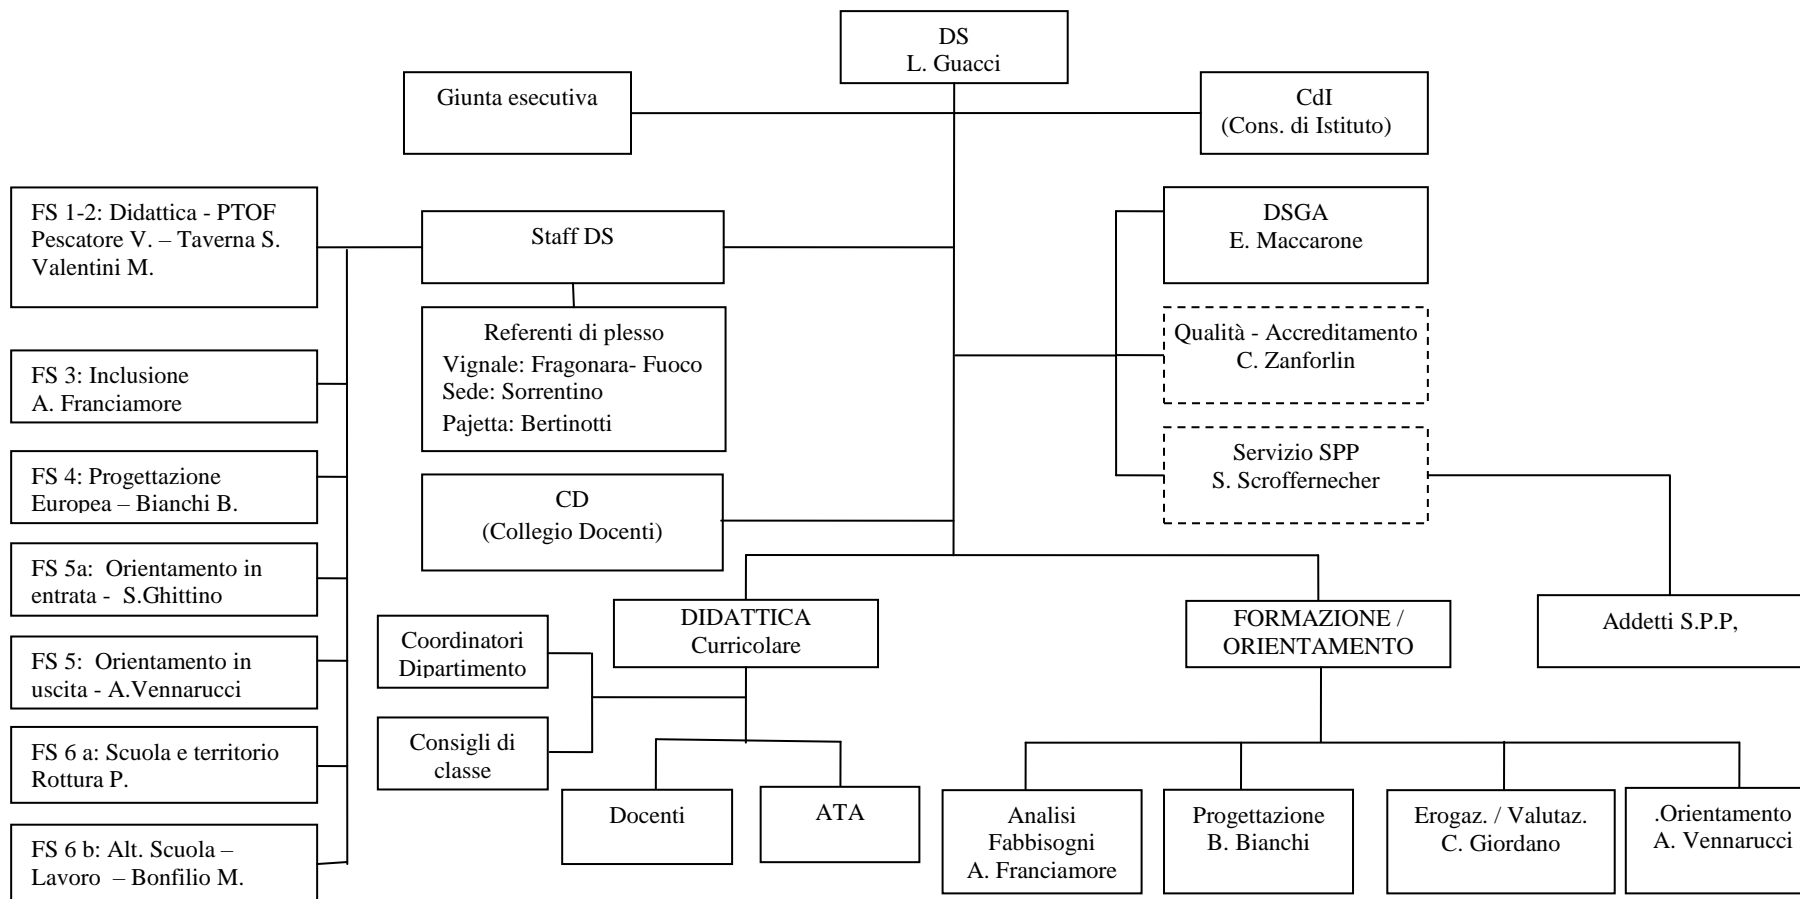 DS
L. Guacci
Giunta esecutiva
CdI
(Cons. di Istituto)
FS 1-2: Didattica - PTOF
Pescatore V. – Taverna S.
Valentini M.
Staff DS
DSGA
E. Maccarone
Referenti di plesso
Vignale: Fragonara- Fuoco
Sede: Sorrentino
Pajetta: Bertinotti
Qualità - Accreditamento
C. Zanforlin
FS 3: Inclusione
A. Franciamore
Servizio SPP
S. Scroffernecher
FS 4: Progettazione
Europea – Bianchi B.
CD
(Collegio Docenti)
FS 5a:  Orientamento in
entrata -  S.Ghittino
DIDATTICA
Curricolare
FORMAZIONE /
ORIENTAMENTO
Addetti S.P.P,
Coordinatori
Dipartimento
FS 5:  Orientamento in
uscita - A.Vennarucci
Consigli di
classe
FS 6 a: Scuola e territorio
Rottura P.
Docenti
ATA
Analisi
Fabbisogni
A. Franciamore
Progettazione
B. Bianchi
Erogaz. / Valutaz.
C. Giordano
.Orientamento
A. Vennarucci
FS 6 b: Alt. Scuola –
Lavoro  – Bonfilio M.